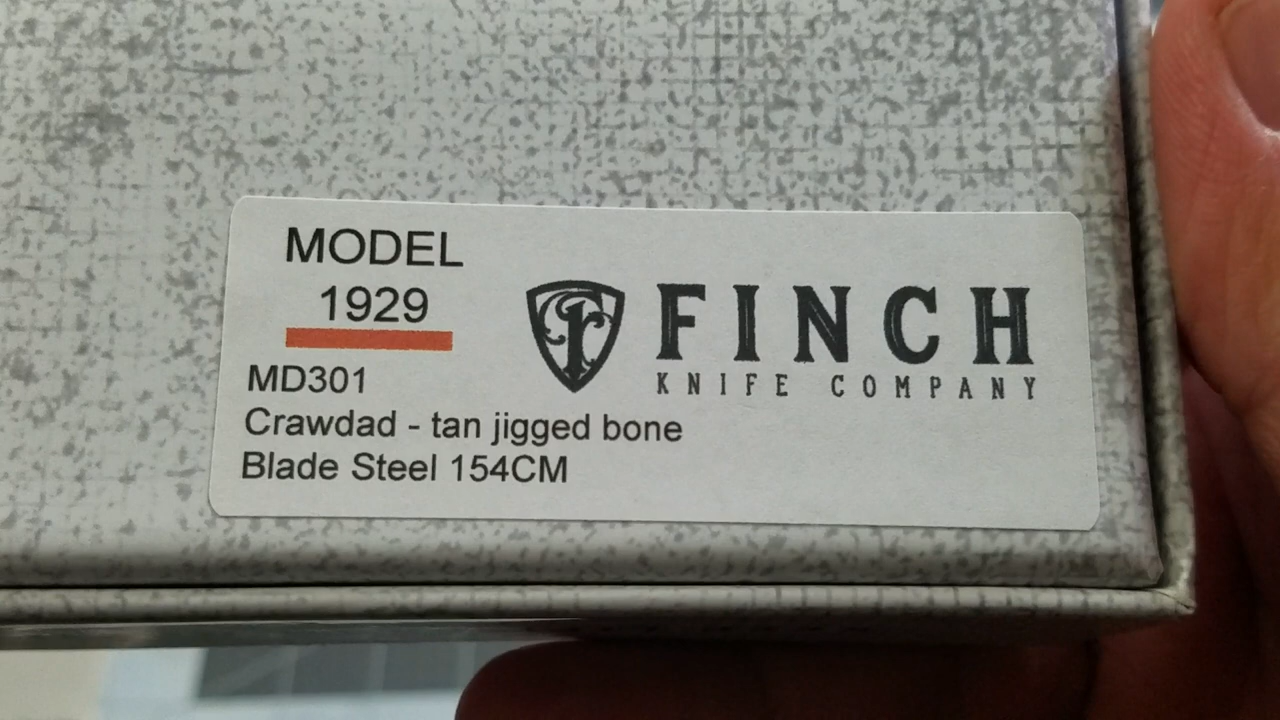 MODEL
1929
MD301
Crawdad - tan jigged bone
Blade Steel 154CM
FINCH
KNIFE COMPANY